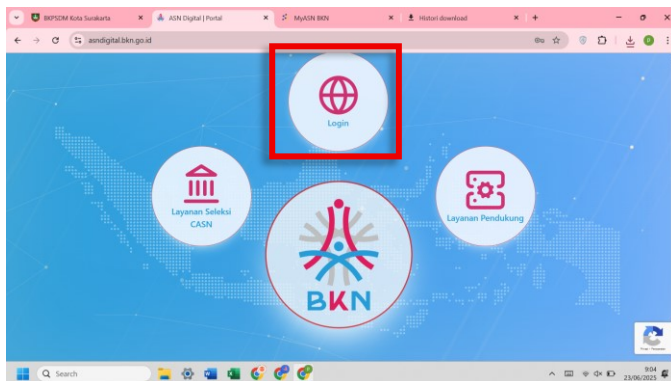 BKPSDM Kota Surakarta
ASN Digital | Portal
MyASN BKN
Histori download
asndigital.bkn.go.id
Login
Layanan Seleksi
CASN
Layanan Pendukung
BKN
Search
9:04
23/06/2025